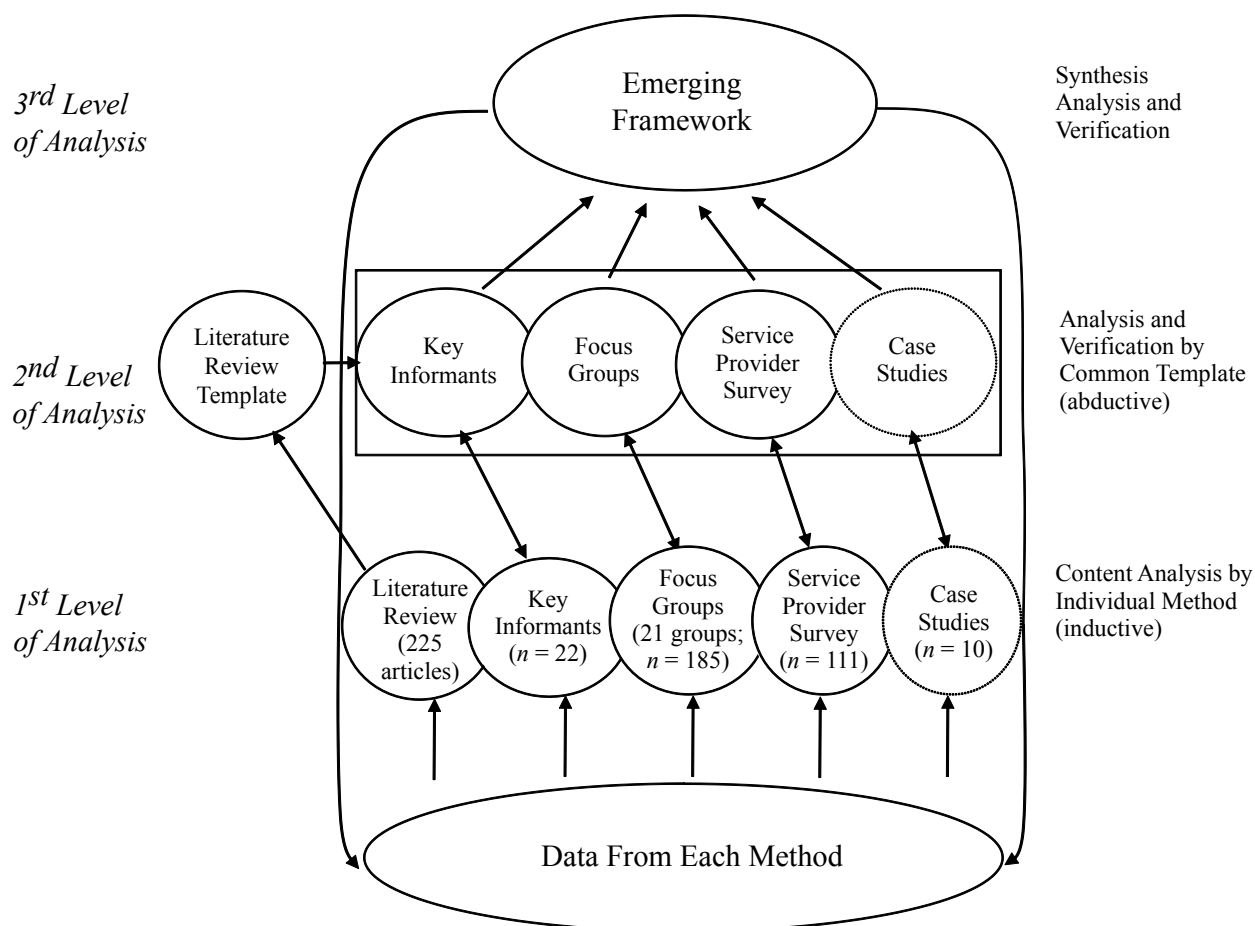 Emerging
Framework
3rd Level
of Analysis
Synthesis
Analysis and
Verification
2nd Level
of Analysis
Literature
Review
Template
Key
Informants
Focus
Groups
Service
Provider
Survey
Case
Studies
Analysis and
Verification by
Common Template
(abductive)
1st Level
of Analysis
Literature
Review
(225
articles)
Key
Informants
(n = 22)
Focus
Groups
(21 groups;
n = 185)
Service
Provider
Survey
(n = 111)
Case
Studies
(n = 10)
Content Analysis by
Individual Method
(inductive)
Data From Each Method